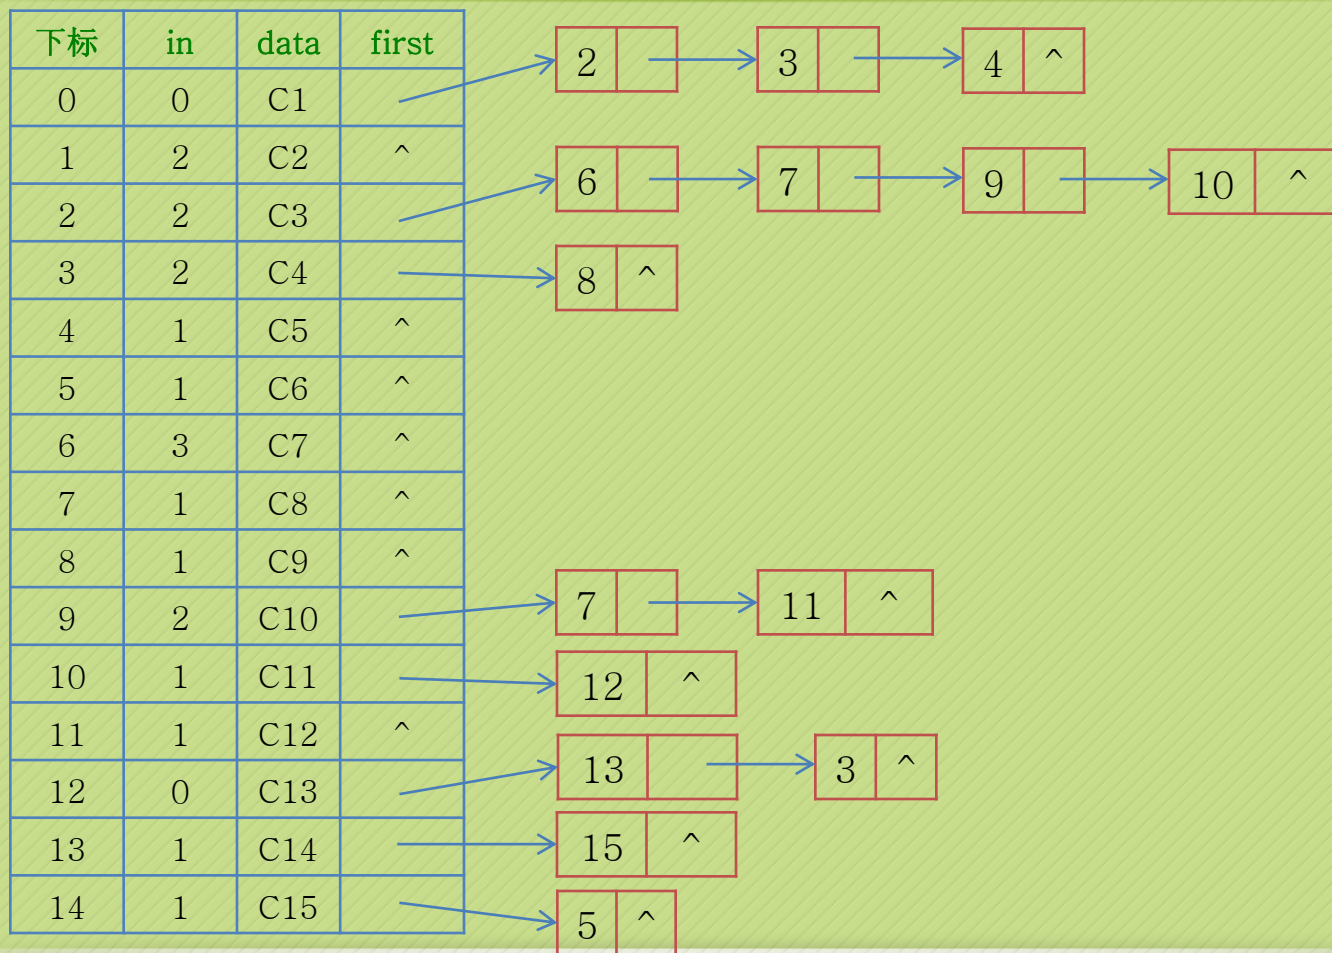 下标 in data first
0 0 C1 2 3 4 ^
1 2 C2 ^
2 2 C3 6 7 9 10 ^
3 2 C4 8 ^
4 1 C5 ^
5 1 C6 ^
6 3 C7 ^
7 1 C8 ^
8 1 C9 ^
9 2 C10 7 11 ^
10 1 C11 12 ^
11 1 C12 ^
12 0 C13 13 3 ^
13 1 C14 15 ^
14 1 C15 5 ^